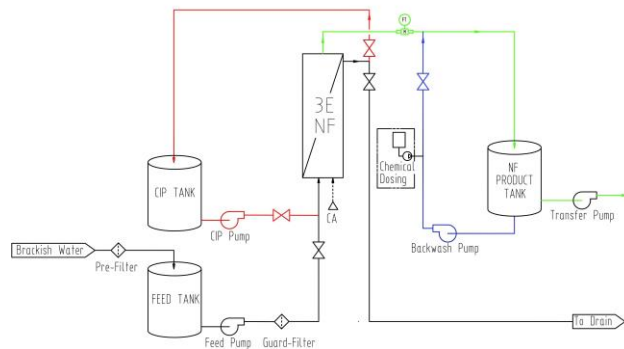 FT
3E
NF
CIP TANK
Chemical
Dosing
NF
PRODUCT
TANK
CA
CIP Pump
Transfer Pump
Backwash Pump
Brackish Water
Pre-Filter
FEED TANK
Feed Pump
Guard-Filter
To Drain